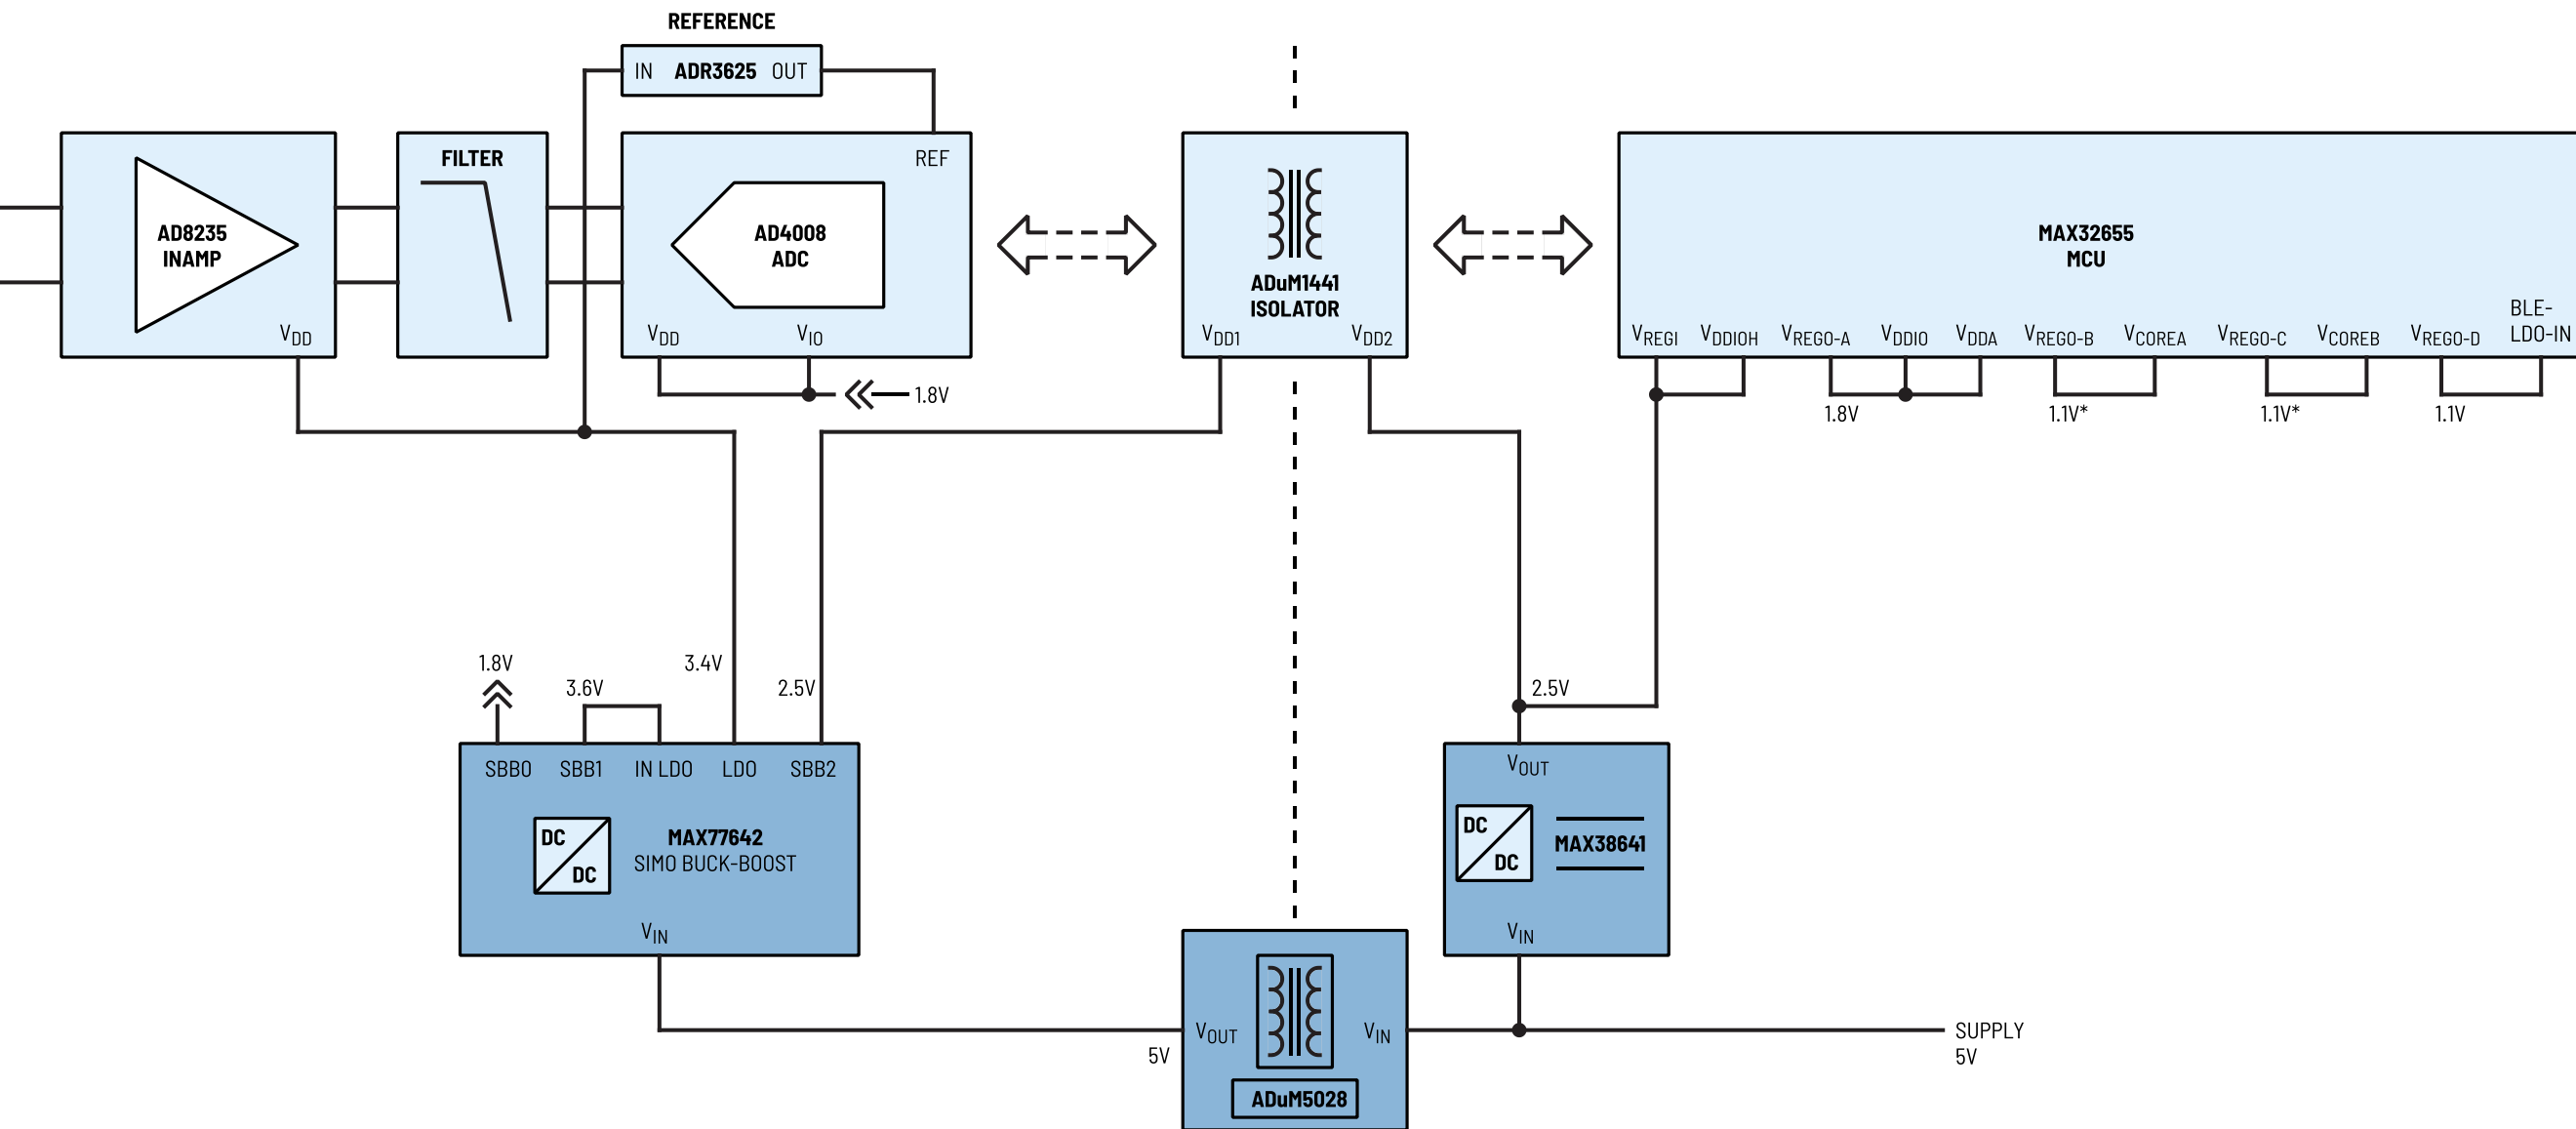 REFERENCE
IN ADR3625 OUT
FILTER
REF
AD8235
INAMP
AD4008
ADC
ADuM1441
ISOLATOR
MAX32655
MCU
VDD
VDD
VIO
VDD1
VDD2
VREGI
VDDIOH
VREGO-A
VDDIO
VDDA
VREGO-B
VCOREA
VREGO-C
VCOREB
VREGO-D
BLE-
LDO-IN
1.8V
1.8V
1.1V*
1.1V*
1.1V
1.8V
3.6V
3.4V
2.5V
2.5V
SBB0 SBB1 IN LDO LDO SBB2
DC
DC
MAX77642
SIMO BUCK-BOOST
VIN
VOUT
DC
DC
MAX38641
VIN
VOUT
VIN
5V
ADuM5028
SUPPLY
5V